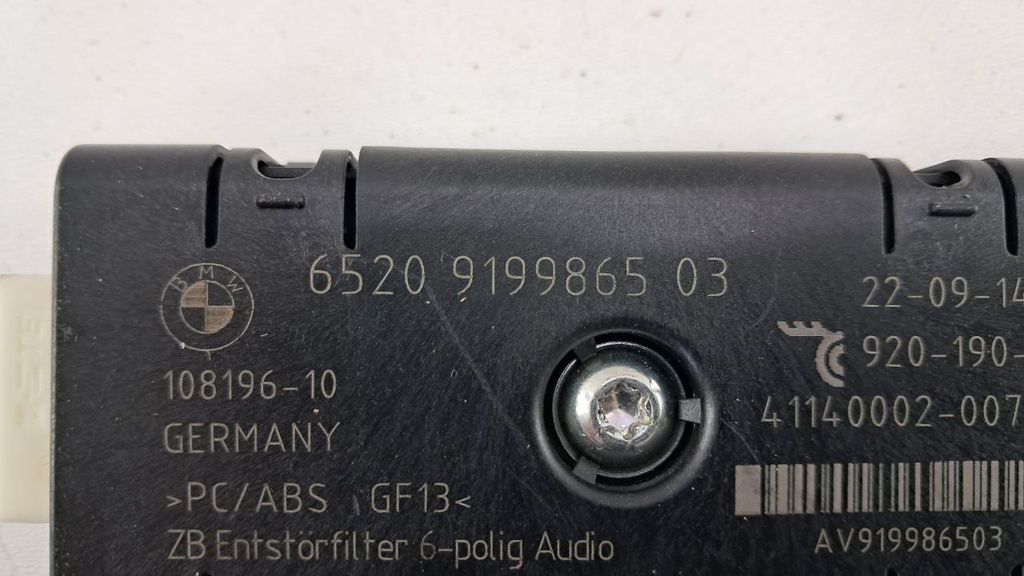 BMW
6520 9199865 03
108196-10
GERMANY
>PC/ABS GF13<
ZB Entstörfilter 6-polig Audio
22-09-14
920-190-
41140002-007
AV919986503